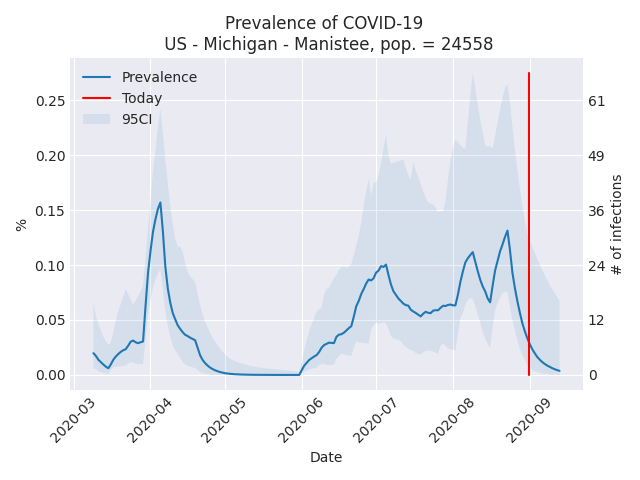 Prevalence of COVID-19
US - Michigan - Manistee, pop. = 24558
Prevalence
Today
95CI
0.25
0.20
0.15
0.10
0.05
0.00
%
61
49
36
24
12
0
# of infections
2020-03
2020-04
2020-05
2020-06
2020-07
2020-08
2020-09
Date